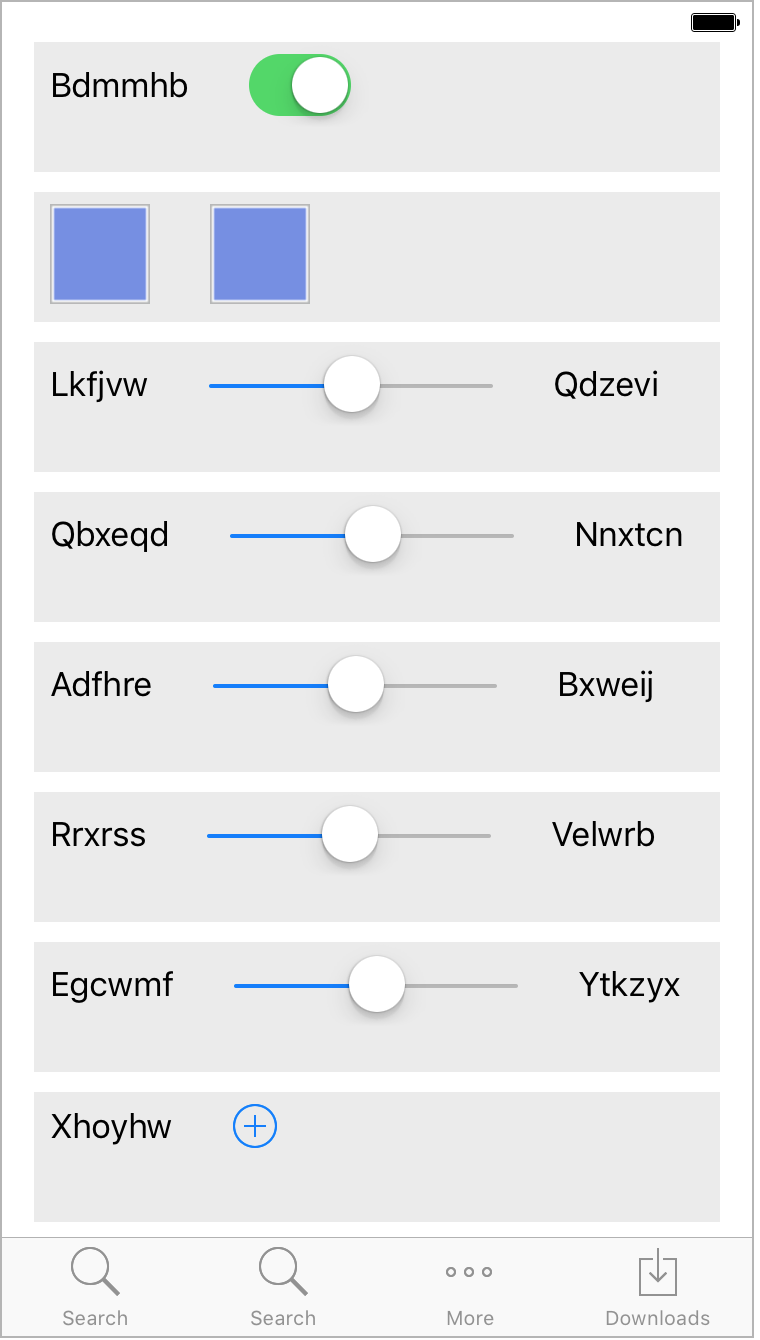 Bdmmhb
Lkfjvw Qdzevi
Qbxeqd Nnxtcn
Adfhre Bxweij
Rrxrss Velwrb
Egcwmf Ytkzyx
Xhoyhw
Search Search More Downloads